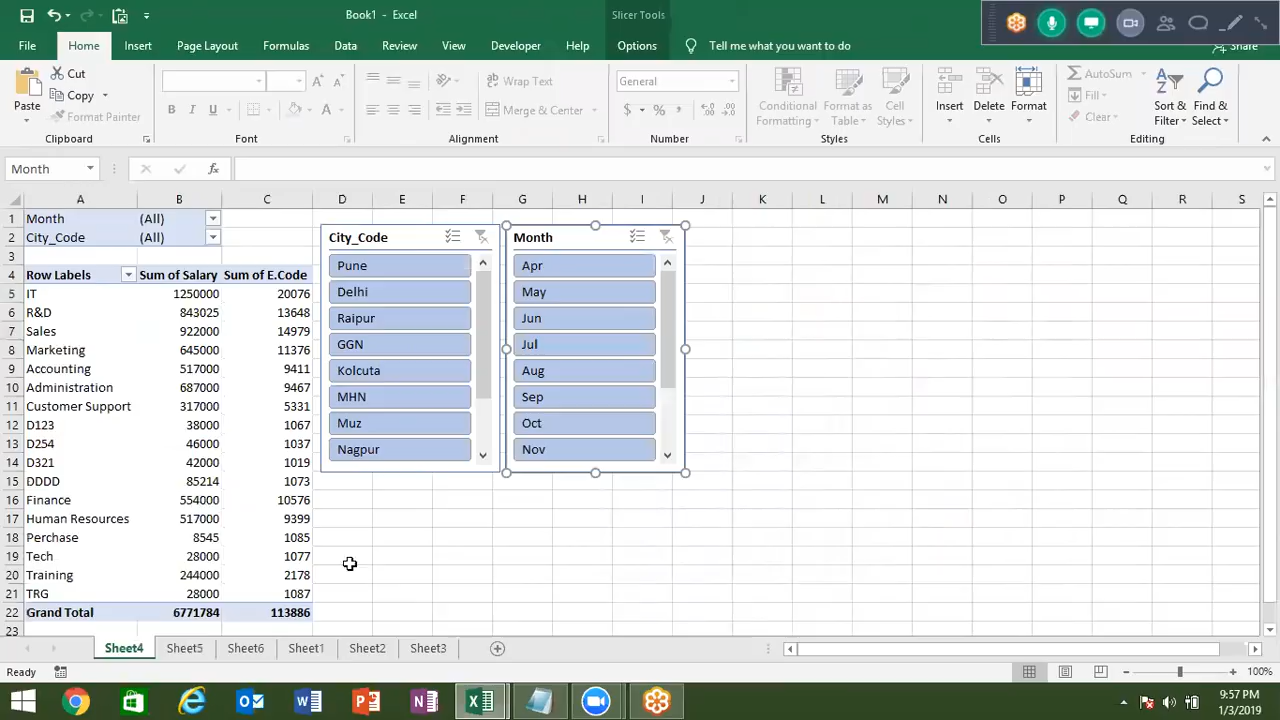 Book1 - Excel
Slicer Tools
File Home Insert Page Layout Formulas Data Review View Developer Help Options Tell me what you want to do Share
Paste Cut Copy Format Painter
Wrap Text Merge & Center
General
Conditional Formatting Format as Table Cell Styles
Insert Delete Format
AutoSum Fill Clear
Sort & Filter Find & Select
Clipboard Font Alignment Number Styles Cells Editing
Month fx
A B C D E F G H I J K L M N O P Q R S
1 Month (All)
2 City_Code (All)
3
4 Row Labels Sum of Salary Sum of E.Code
5 IT 1250000 20076
6 R&D 843025 13648
7 Sales 922000 14979
8 Marketing 645000 11376
9 Accounting 517000 9411
10 Administration 687000 9467
11 Customer Support 317000 5331
12 D123 38000 1067
13 D254 46000 1037
14 D321 42000 1019
15 DDDD 85214 1073
16 Finance 554000 10576
17 Human Resources 517000 9399
18 Perchase 8545 1085
19 Tech 28000 1077
20 Training 244000 2178
21 TRG 28000 1087
22 Grand Total 6771784 113886
23
City_Code
Pune
Delhi
Raipur
GGN
Kolcuta
MHN
Muz
Nagpur
Month
Apr
May
Jun
Jul
Aug
Sep
Oct
Nov
Sheet4 Sheet5 Sheet6 Sheet1 Sheet2 Sheet3
Ready 100%
9:57 PM
1/3/2019